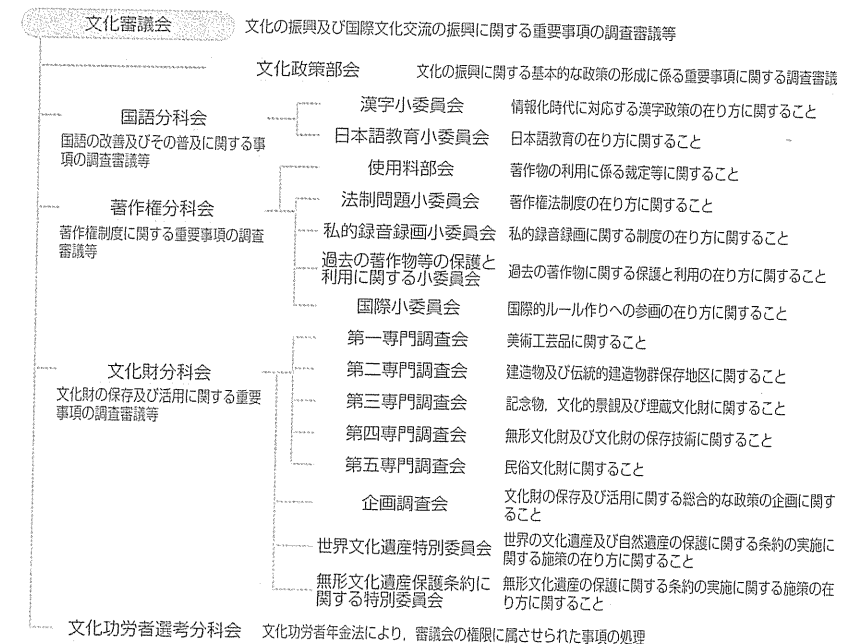 文化審議会 文化の振興及び国際文化交流の振興に関する重要事項の調査審議等
文化政策部会 文化の振興に関する基本的な政策の形成に係る重要事項に関する調査審議
国語分科会
国語の改善及びその普及に関する事
項の調査審議等
漢字小委員会 情報化時代に対応する漢字政策の在り方に関すること
日本語教育小委員会 日本語教育の在り方に関すること
著作権分科会
著作権制度に関する重要事項の調査
審議等
使用料部会 著作物の利用に係る裁定等に関すること
法制問題小委員会 著作権法制度の在り方に関すること
私的録音録画小委員会 私的録音録画に関する制度の在り方に関すること
過去の著作物等の保護と
利用に関する小委員会 過去の著作物に関する保護と利用の在り方に関すること
国際小委員会 国際的ルール作りへの参画の在り方に関すること
文化財分科会
文化財の保存及び活用に関する重要
事項の調査審議等
第一専門調査会 美術工芸品に関すること
第二専門調査会 建造物及び伝統的建造物群保存地区に関すること
第三専門調査会 記念物，文化的景観及び埋蔵文化財に関すること
第四専門調査会 無形文化財及び文化財の保存技術に関すること
第五専門調査会 民俗文化財に関すること
企画調査会 文化財の保存及び活用に関する総合的な政策の企画に関す
ること
世界文化遺産特別委員会 世界の文化遺産及び自然遺産の保護に関する条約の実施に
関する施策の在り方に関すること
無形文化遺産保護条約に 無形文化遺産の保護に関する条約の実施に関する施策の在
関する特別委員会 り方に関すること
文化功労者選考分科会 文化功労者年金法により，審議会の権限に属させられた事項の処理